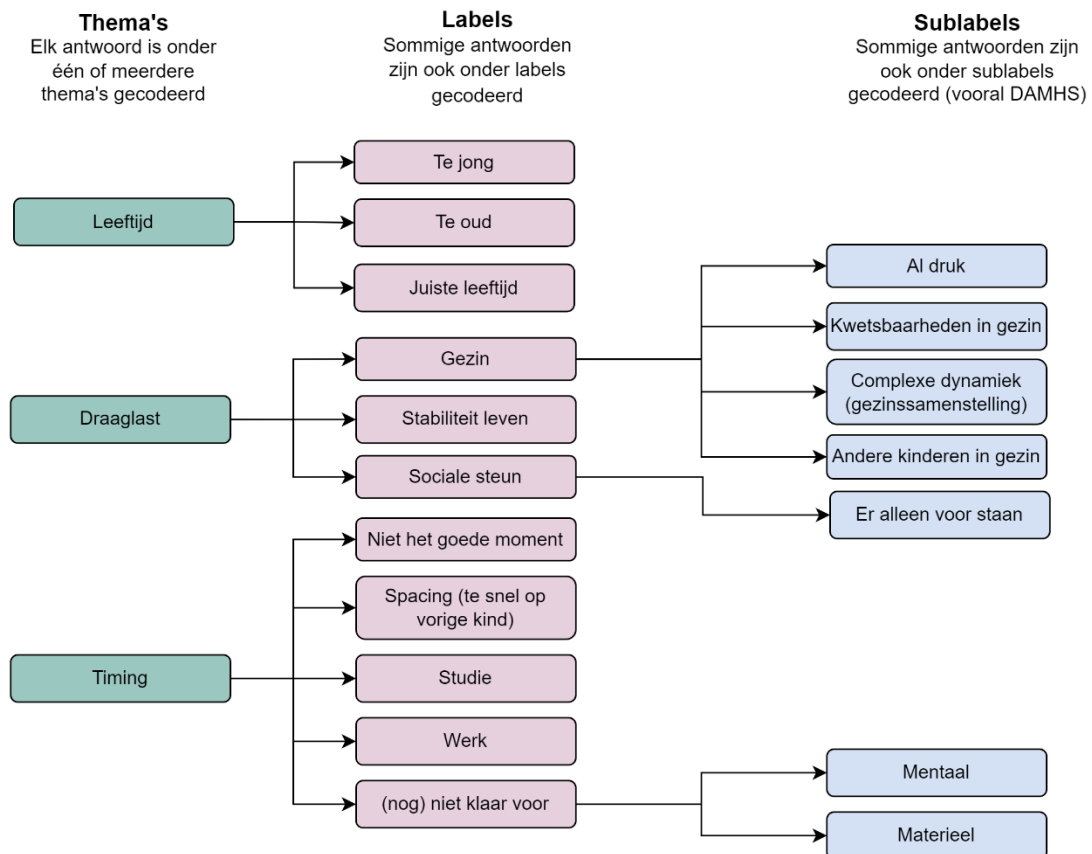 Thema's
Elk antwoord is onder
één of meerdere
thema's gecodeerd
Labels
Sommige antwoorden
zijn ook onder labels
gecodeerd
Sublabels
Sommige antwoorden zijn
ook onder sublabels
gecodeerd (vooral DAMHS)
Leeftijd
Te jong
Te oud
Juiste leeftijd
Draaglast
Gezin
Stabiliteit leven
Sociale steun
Al druk
Kwetsbaarheden in gezin
Complexe dynamiek
(gezinssamenstelling)
Andere kinderen in gezin
Er alleen voor staan
Timing
Niet het goede moment
Spacing (te snel op
vorige kind)
Studie
Werk
(nog) niet klaar voor
Mentaal
Materieel